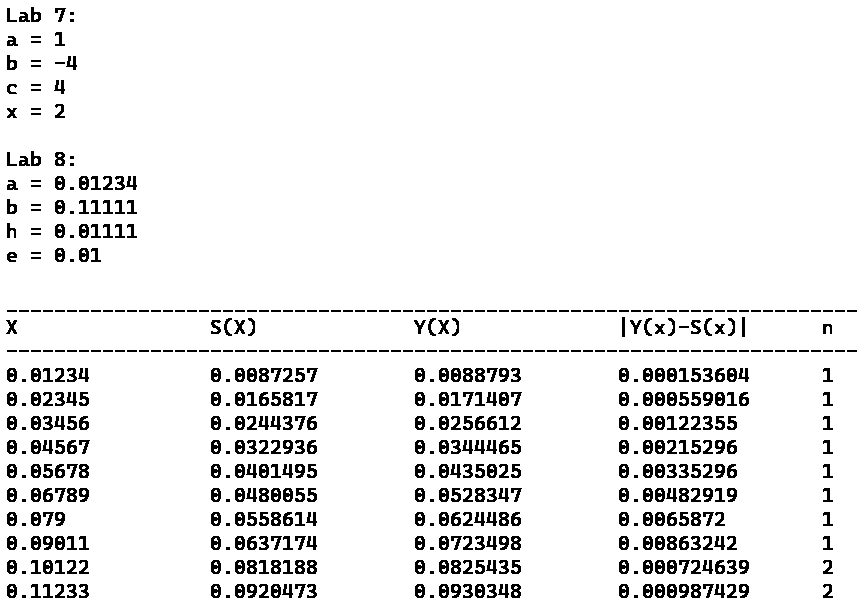 Lab 7:
a = 1
b = -4
c = 4
x = 2
Lab 8:
a = 0.01234
b = 0.11111
h = 0.01111
e = 0.01
-----------------------------------------------------------------------
X S(X) Y(X) |Y(x)-S(x)| n
-----------------------------------------------------------------------
0.01234 0.0087257 0.0088793 0.000153604 1
0.02345 0.0165817 0.0171407 0.000559016 1
0.03456 0.0244376 0.0256612 0.00122355 1
0.04567 0.0322936 0.0344465 0.00215296 1
0.05678 0.0401495 0.0435025 0.00335296 1
0.06789 0.0480055 0.0528347 0.00482919 1
0.079 0.0558614 0.0624486 0.0065872 1
0.09011 0.0637174 0.0723498 0.00863242 1
0.10122 0.0818188 0.0825435 0.000724639 2
0.11233 0.0920473 0.0930348 0.000987429 2